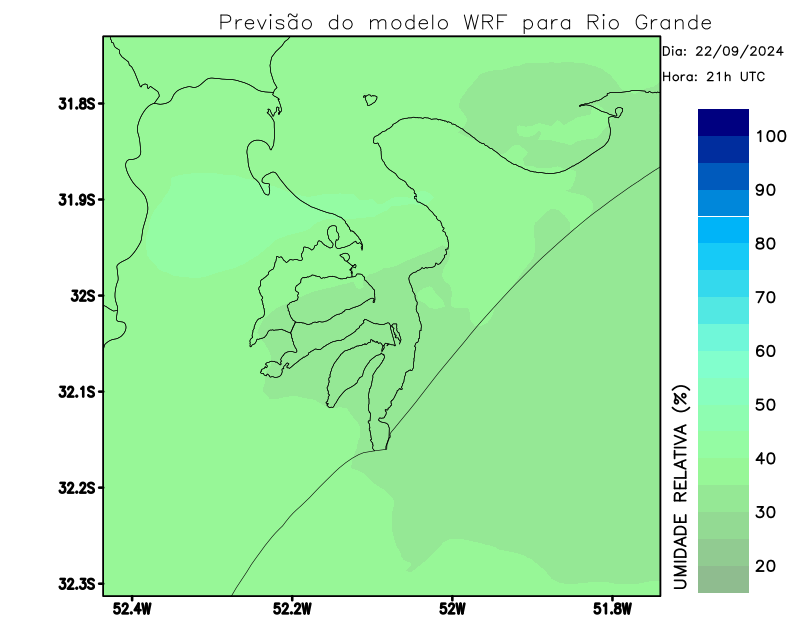 Previsão do modelo WRF para Rio Grande
Dia: 22/09/2024
Hora: 21h UTC
31.8S
31.9S
32S
32.1S
32.2S
32.3S
52.4W
52.2W
52W
51.8W
100
90
80
70
60
50
40
30
20
UMIDADE RELATIVA (%)